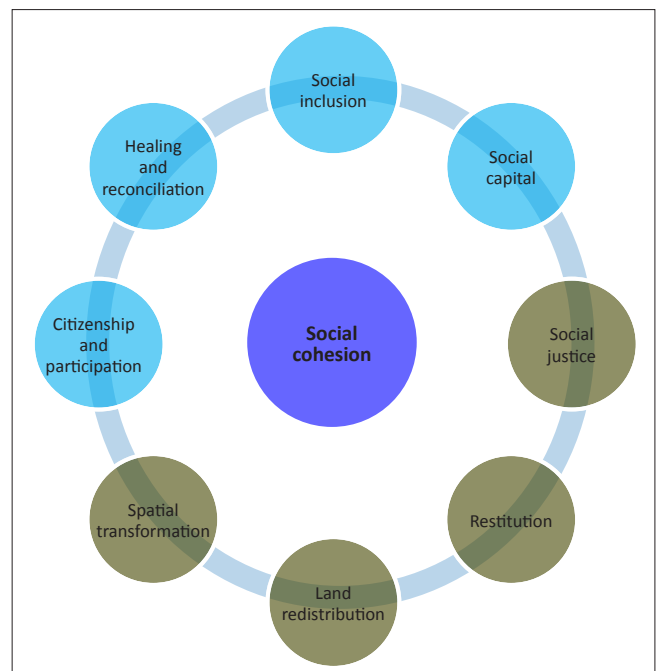 Social
inclusion
Social
capital
Social
justice
Restitution
Land
redistribution
Spatial
transformation
Citizenship
and
participation
Healing
and
reconciliation
Social
cohesion